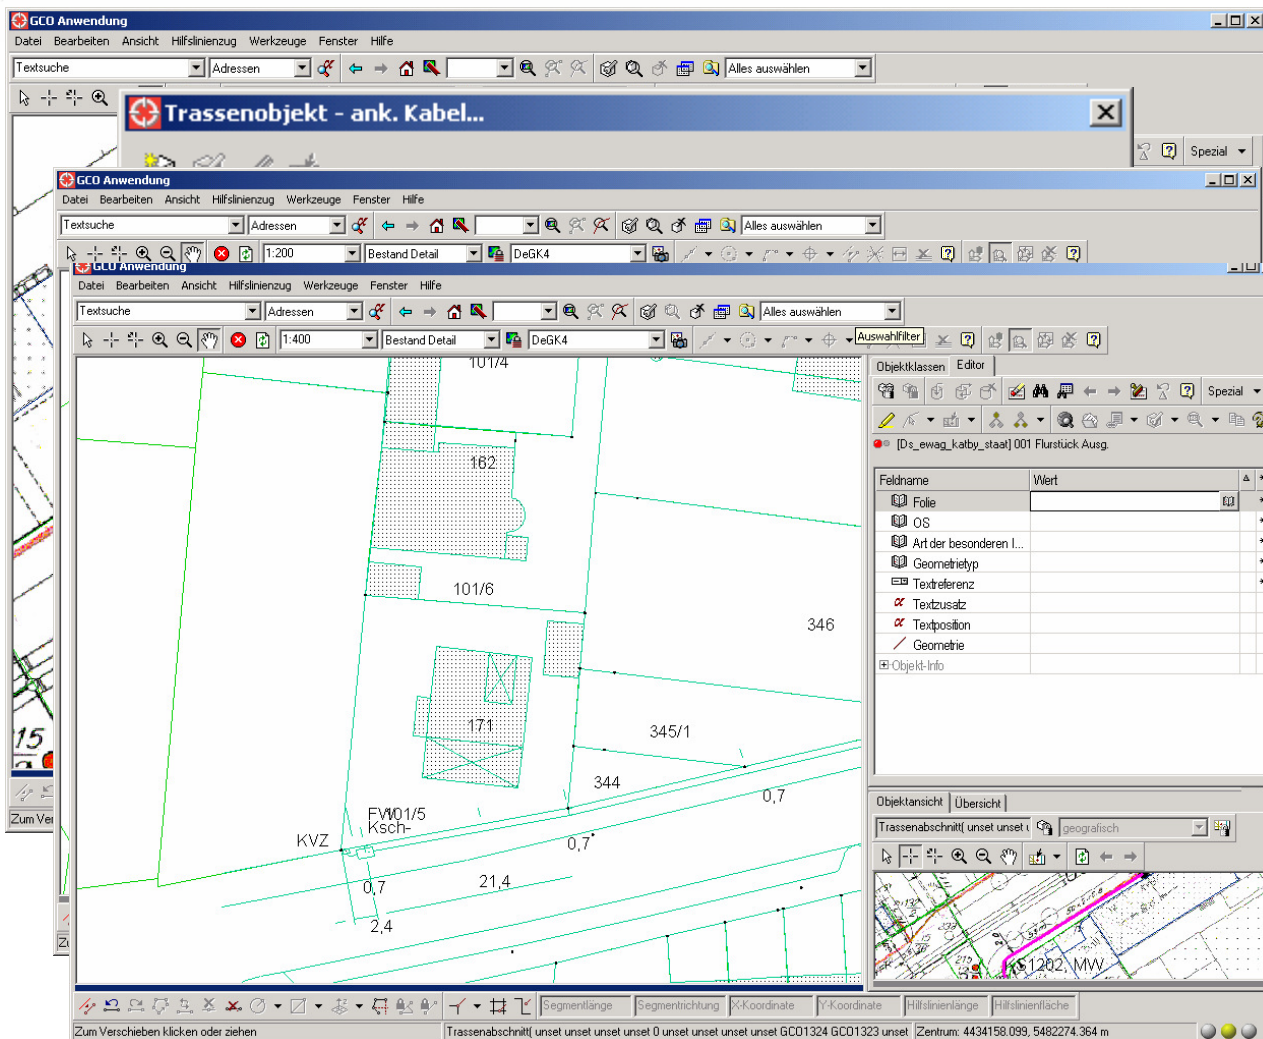 GCO Anwendung
Datei Bearbeiten Ansicht Hilfslinienzug Werkzeuge Fenster Hilfe
Textsuche Adressen Alles auswählen
Trassenobjekt - ank. Kabel...
Spezial
GCO Anwendung
Datei Bearbeiten Ansicht Hilfslinienzug Werkzeuge Fenster Hilfe
Textsuche Adressen Alles auswählen
1:200 Bestand Detail DeGK4
GCO Anwendung
Datei Bearbeiten Ansicht Hilfslinienzug Werkzeuge Fenster Hilfe
Textsuche Adressen Alles auswählen
1:400 Bestand Detail DeGK4 Auswahlfilter
Objektklassen Editor
Spezial
[Ds_ewag_katby_staat] 001 Flurstück Ausg.
Feldname Wert
Folie
OS
Art der besonderen I...
Geometrietyp
Textreferenz
Textzusatz
Textposition
Geometrie
Objekt-Info
101/4
162
101/6
346
171
345/1
344
0,7
101/5
Ksch-
KVZ
0,7
0,7
21,4
2,4
15
Objektansicht Übersicht
Trassenabschnitt( unset unset geografisch
S1202, MW
Segmentlänge Segmentrichtung X-Koordinate Y-Koordinate Hilfslinienlänge Hilfslinienfläche
Zum Ver
Zum Verschieben klicken oder ziehen Trassenabschnitt( unset unset unset unset 0 unset unset unset unset GCO1324 GCO1323 unset Zentrum: 4434158.099, 5482274.364 m